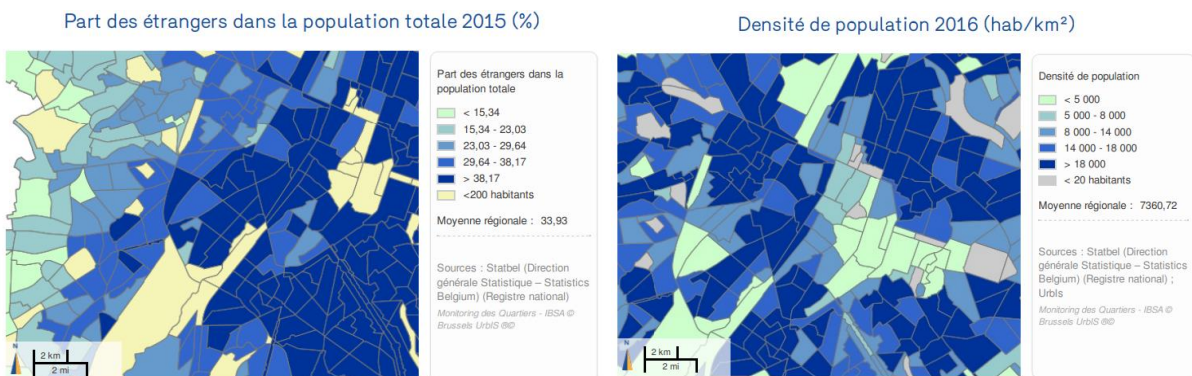 Part des étrangers dans la population totale 2015 (%)
Part des étrangers dans la
population totale
< 15,34
15,34 - 23,03
23,03 - 29,64
29,64 - 38,17
> 38,17
<200 habitants
Moyenne régionale : 33,93
Sources : Statbel (Direction
générale Statistique – Statistics
Belgium) (Registre national)
Monitoring des Quartiers - IBSA ©
Brussels UrbIS ®©
N
2 km
2 mi
Densité de population 2016 (hab/km²)
Densité de population
< 5 000
5 000 - 8 000
8 000 - 14 000
14 000 - 18 000
> 18 000
< 20 habitants
Moyenne régionale : 7360,72
Sources : Statbel (Direction
générale Statistique – Statistics
Belgium) (Registre national) ;
UrbIs
Monitoring des Quartiers - IBSA ©
Brussels UrbIS ®©
N
2 km
2 mi